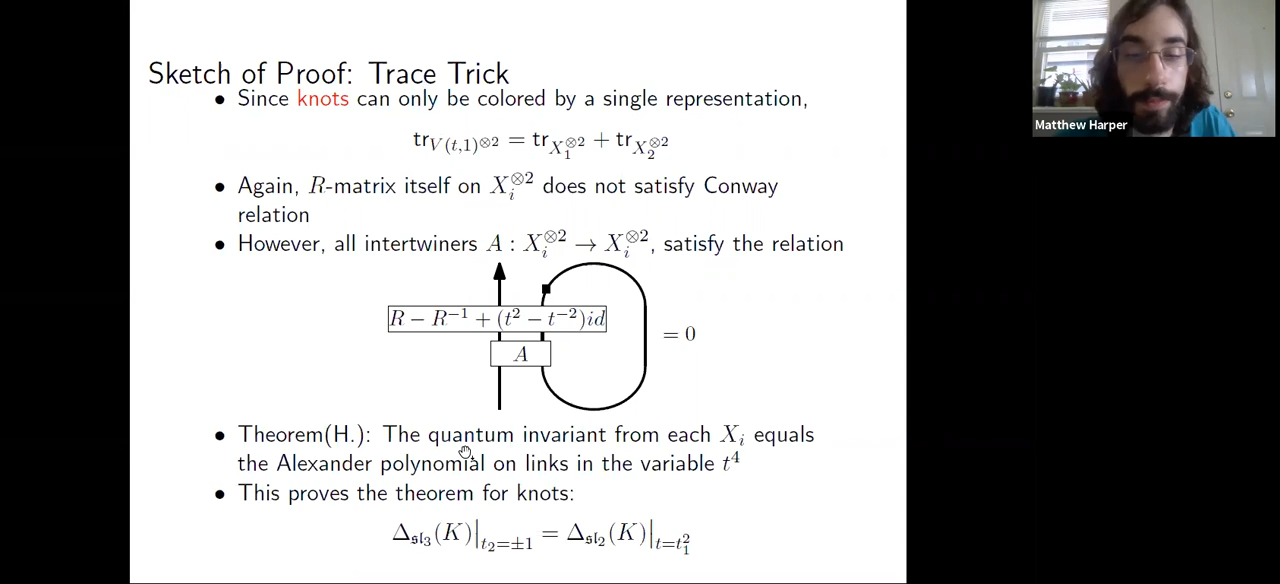 Sketch of Proof: Trace Trick
• Since knots can only be colored by a single representation,
tr_{V(t,1)^{⊗2}} = tr_{X_1^{⊗2}} + tr_{X_2^{⊗2}}
• Again, R-matrix itself on X_i^{⊗2} does not satisfy Conway
relation
• However, all intertwiners A : X_i^{⊗2} → X_i^{⊗2}, satisfy the relation
R − R^{−1} + (t^2 − t^{−2})id
= 0
A
• Theorem(H.): The quantum invariant from each X_i equals
the Alexander polynomial on links in the variable t^4
• This proves the theorem for knots:
Δ_{𝔰𝔩_3}(K)|_{t_2=±1} = Δ_{𝔰𝔩_2}(K)|_{t=t_1^2}
Matthew Harper